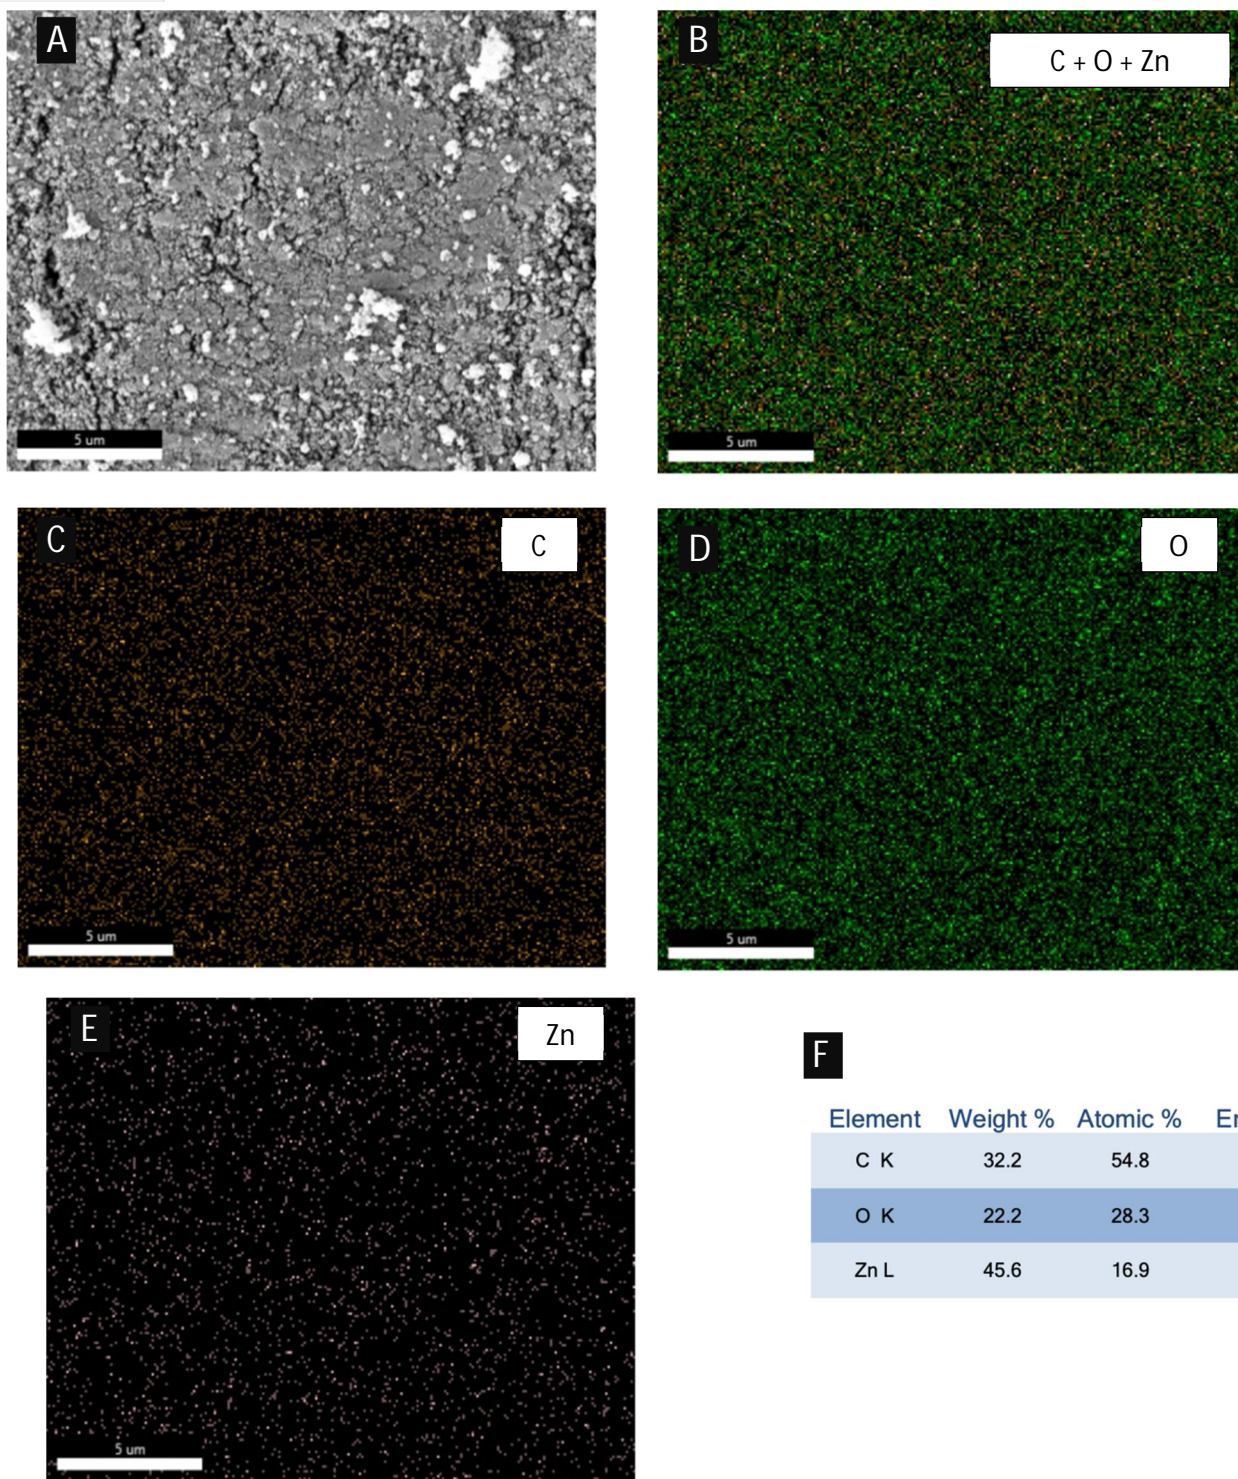 A
B
C + O + Zn
5 um
5 um
C
C
D
O
5 um
5 um
E
Zn
F
Element Weight % Atomic %
C K 32.2 54.8
O K 22.2 28.3
Zn L 45.6 16.9
5 um